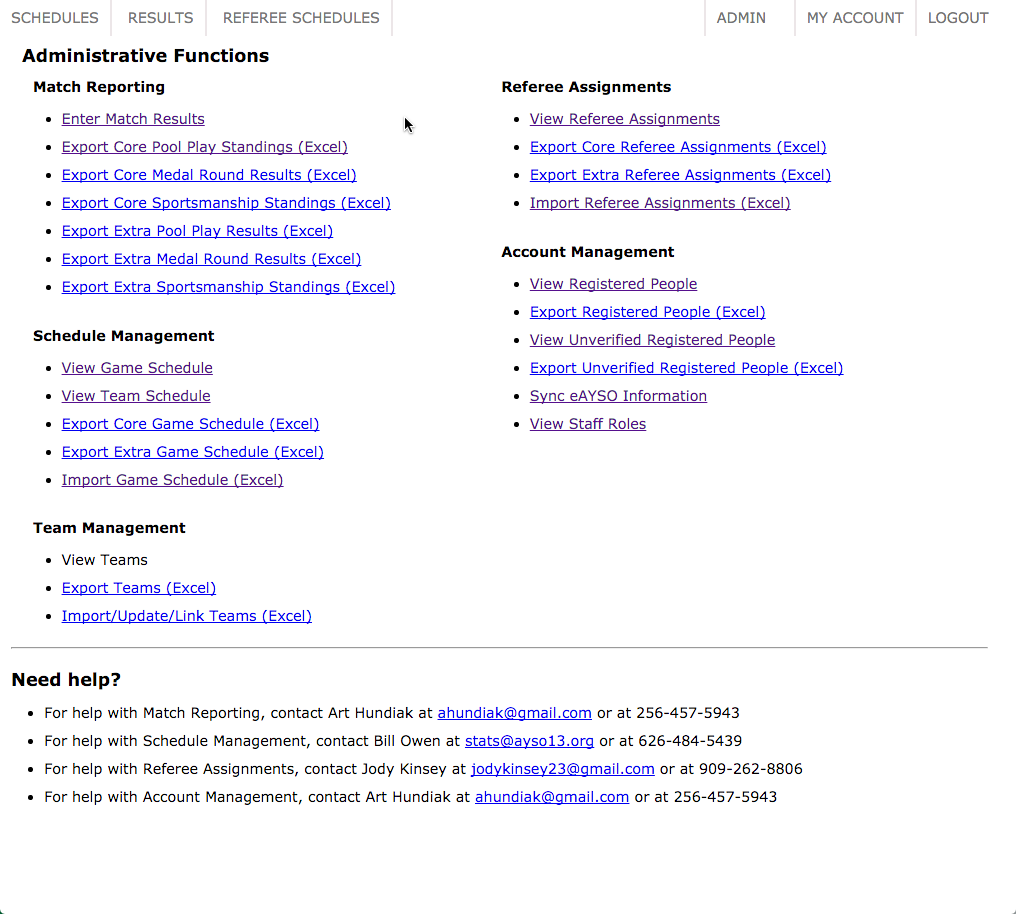 SCHEDULES RESULTS REFEREE SCHEDULES ADMIN MY ACCOUNT LOGOUT
Administrative Functions
Match Reporting
Enter Match Results
Export Core Pool Play Standings (Excel)
Export Core Medal Round Results (Excel)
Export Core Sportsmanship Standings (Excel)
Export Extra Pool Play Results (Excel)
Export Extra Medal Round Results (Excel)
Export Extra Sportsmanship Standings (Excel)
Schedule Management
View Game Schedule
View Team Schedule
Export Core Game Schedule (Excel)
Export Extra Game Schedule (Excel)
Import Game Schedule (Excel)
Team Management
View Teams
Export Teams (Excel)
Import/Update/Link Teams (Excel)
Referee Assignments
View Referee Assignments
Export Core Referee Assignments (Excel)
Export Extra Referee Assignments (Excel)
Import Referee Assignments (Excel)
Account Management
View Registered People
Export Registered People (Excel)
View Unverified Registered People
Export Unverified Registered People (Excel)
Sync eAYSO Information
View Staff Roles
Need help?
For help with Match Reporting, contact Art Hundiak at ahundiak@gmail.com or at 256-457-5943
For help with Schedule Management, contact Bill Owen at stats@ayso13.org or at 626-484-5439
For help with Referee Assignments, contact Jody Kinsey at jodykinsey23@gmail.com or at 909-262-8806
For help with Account Management, contact Art Hundiak at ahundiak@gmail.com or at 256-457-5943